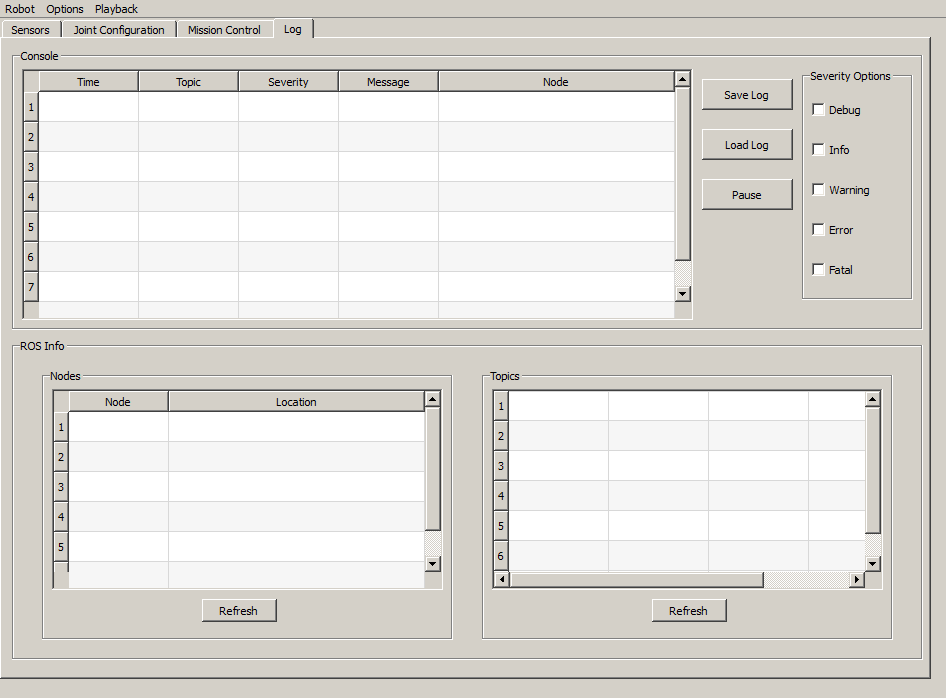 Robot Options Playback
Sensors Joint Configuration Mission Control Log
Console
Time Topic Severity Message Node
1
2
3
4
5
6
7
Save Log
Load Log
Pause
Severity Options
Debug
Info
Warning
Error
Fatal
ROS Info
Nodes
Node Location
1
2
3
4
5
Refresh
Topics
1
2
3
4
5
6
Refresh